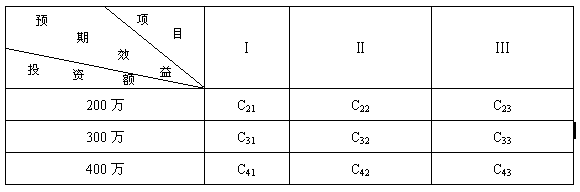 预期效益 项目 投资额 I II III
200万 C21 C22 C23
300万 C31 C32 C33
400万 C41 C42 C43